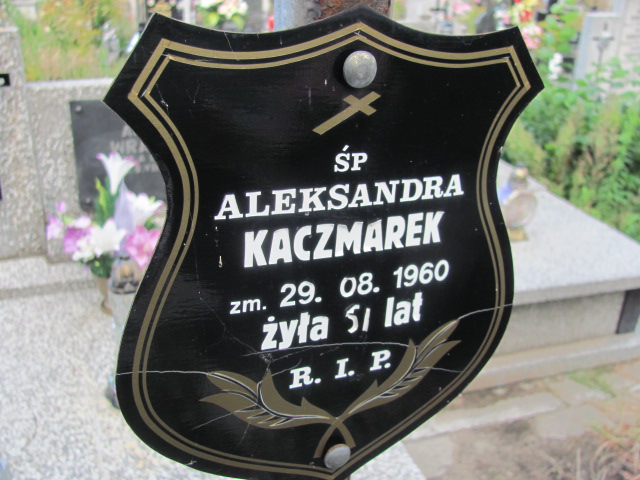 ŚP
ALEKSANDRA
KACZMAREK
zm. 29. 08. 1960
żyła 51 lat
R. I. P.